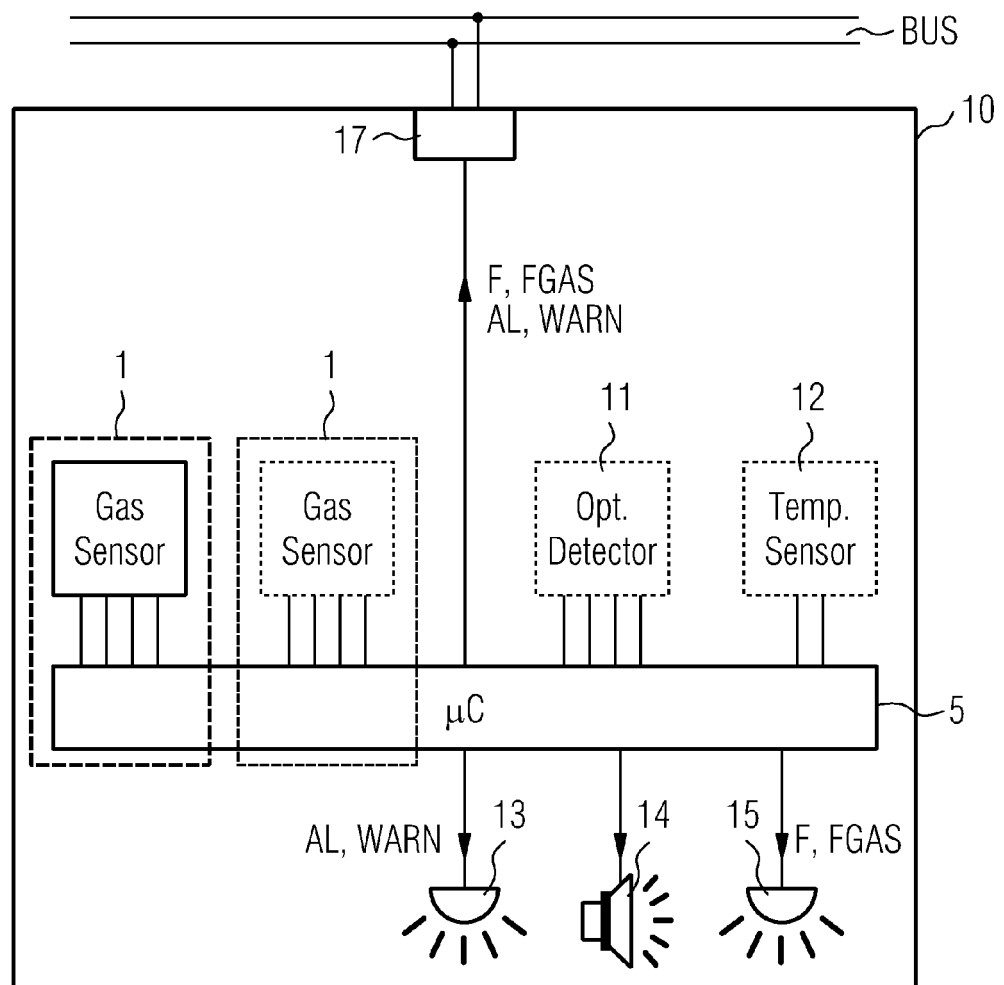 BUS
10
17
F, FGAS
AL, WARN
1
1
11
12
Gas
Sensor
Gas
Sensor
Opt.
Detector
Temp.
Sensor
µC
5
AL, WARN
13
14
15
F, FGAS